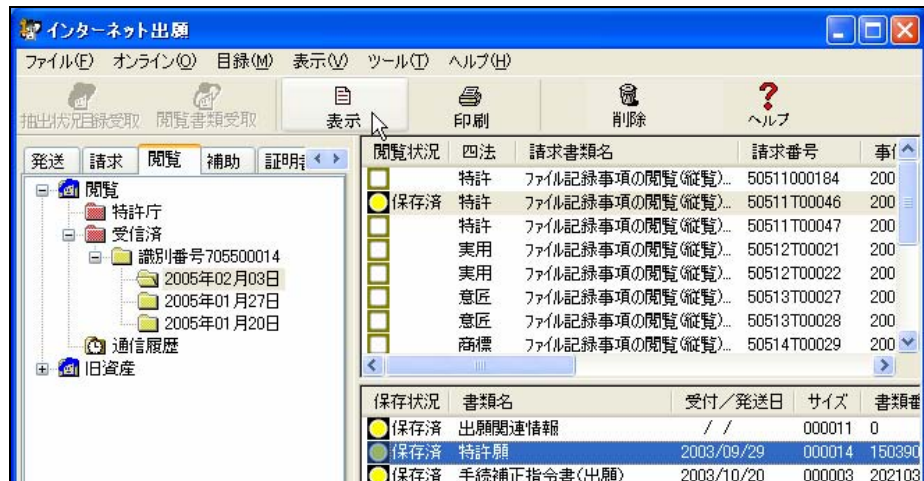 インターネット出願
ファイル(F) オンライン(O) 目録(M) 表示(V) ツール(T) ヘルプ(H)
抽出状況目録受取 閲覧書類受取 表示 印刷 削除 ヘルプ
発送 請求 閲覧 補助
閲覧
特許庁
受信済
識別番号705500014
2005年02月03日
2005年01月27日
2005年01月20日
通信履歴
旧資産
閲覧状況 四法 請求書類名 請求番号
特許 ファイル記録事項の閲覧(縦覧)... 50511000184 200
保存済 特許 ファイル記録事項の閲覧(縦覧)... 50511T00046 200
特許 ファイル記録事項の閲覧(縦覧)... 50511T00047 200
実用 ファイル記録事項の閲覧(縦覧)... 50512T00021 200
実用 ファイル記録事項の閲覧(縦覧)... 50512T00022 200
意匠 ファイル記録事項の閲覧(縦覧)... 50513T00027 200
意匠 ファイル記録事項の閲覧(縦覧)... 50513T00028 200
商標 ファイル記録事項の閲覧(縦覧)... 50514T00029 200
保存状況 書類名 受付/発送日 サイズ 書類番
保存済 出願関連情報 / / 000011 0
保存済 特許願 2003/09/29 000014 150390
保存済 手続補正指令書(出願) 2003/10/20 000003 202103